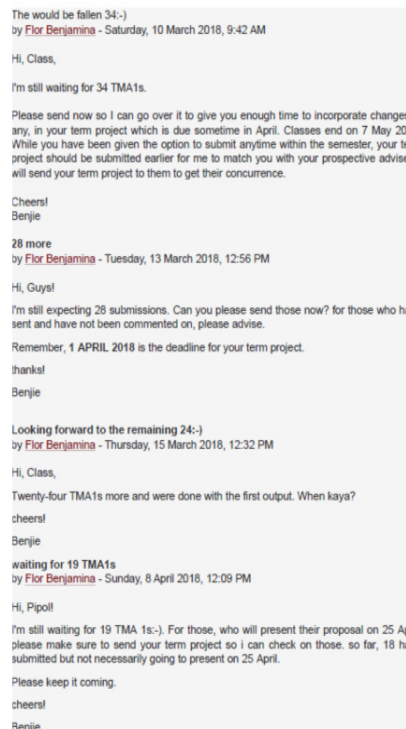 The would be fallen 34:-)
by Flor Benjamina - Saturday, 10 March 2018, 9:42 AM
Hi, Class,
I'm still waiting for 34 TMA1s.
Please send now so I can go over it to give you enough time to incorporate changes
any, in your term project which is due sometime in April. Classes end on 7 May 20
While you have been given the option to submit anytime within the semester, your te
project should be submitted earlier for me to match you with your prospective advise
will send your term project to them to get their concurrence.
Cheers!
Benjie
28 more
by Flor Benjamina - Tuesday, 13 March 2018, 12:56 PM
Hi, Guys!
I'm still expecting 28 submissions. Can you please send those now? for those who ha
sent and have not been commented on, please advise.
Remember, 1 APRIL 2018 is the deadline for your term project.
thanks!
Benjie
Looking forward to the remaining 24:-)
by Flor Benjamina - Thursday, 15 March 2018, 12:32 PM
Hi, Class,
Twenty-four TMA1s more and were done with the first output. When kaya?
cheers!
Benjie
waiting for 19 TMA1s
by Flor Benjamina - Sunday, 8 April 2018, 12:09 PM
Hi, Pipol!
I'm still waiting for 19 TMA 1s:-). For those, who will present their proposal on 25 Ap
please make sure to send your term project so i can check on those. so far, 18 ha
submitted but not necessarily going to present on 25 April.
Please keep it coming.
cheers!
Benjie